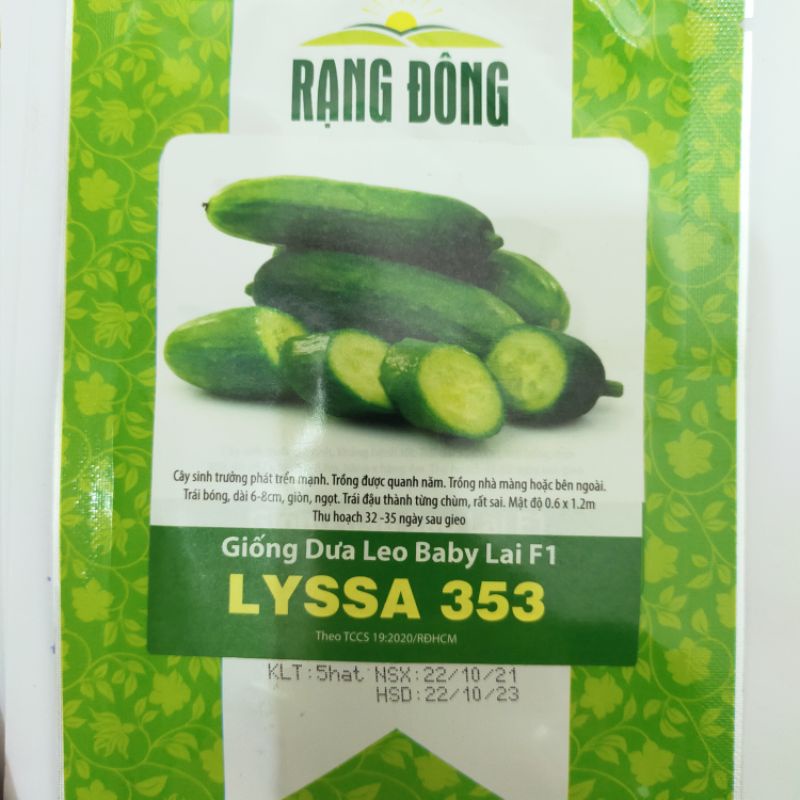 RẠNG ĐÔNG
Cây sinh trưởng phát trển mạnh. Trồng được quanh năm. Trồng nhà màng hoặc bên ngoài.
Trái bóng, dài 6-8cm, giòn, ngọt. Trái đậu thành từng chùm, rất sai. Mật độ 0.6 x 1.2m
Thu hoạch 32 -35 ngày sau gieo
Giống Dưa Leo Baby Lai F1
LYSSA 353
Theo TCCS 19:2020/RĐHCM
KLT:5hat NSX:22/10/21
HSD:22/10/23